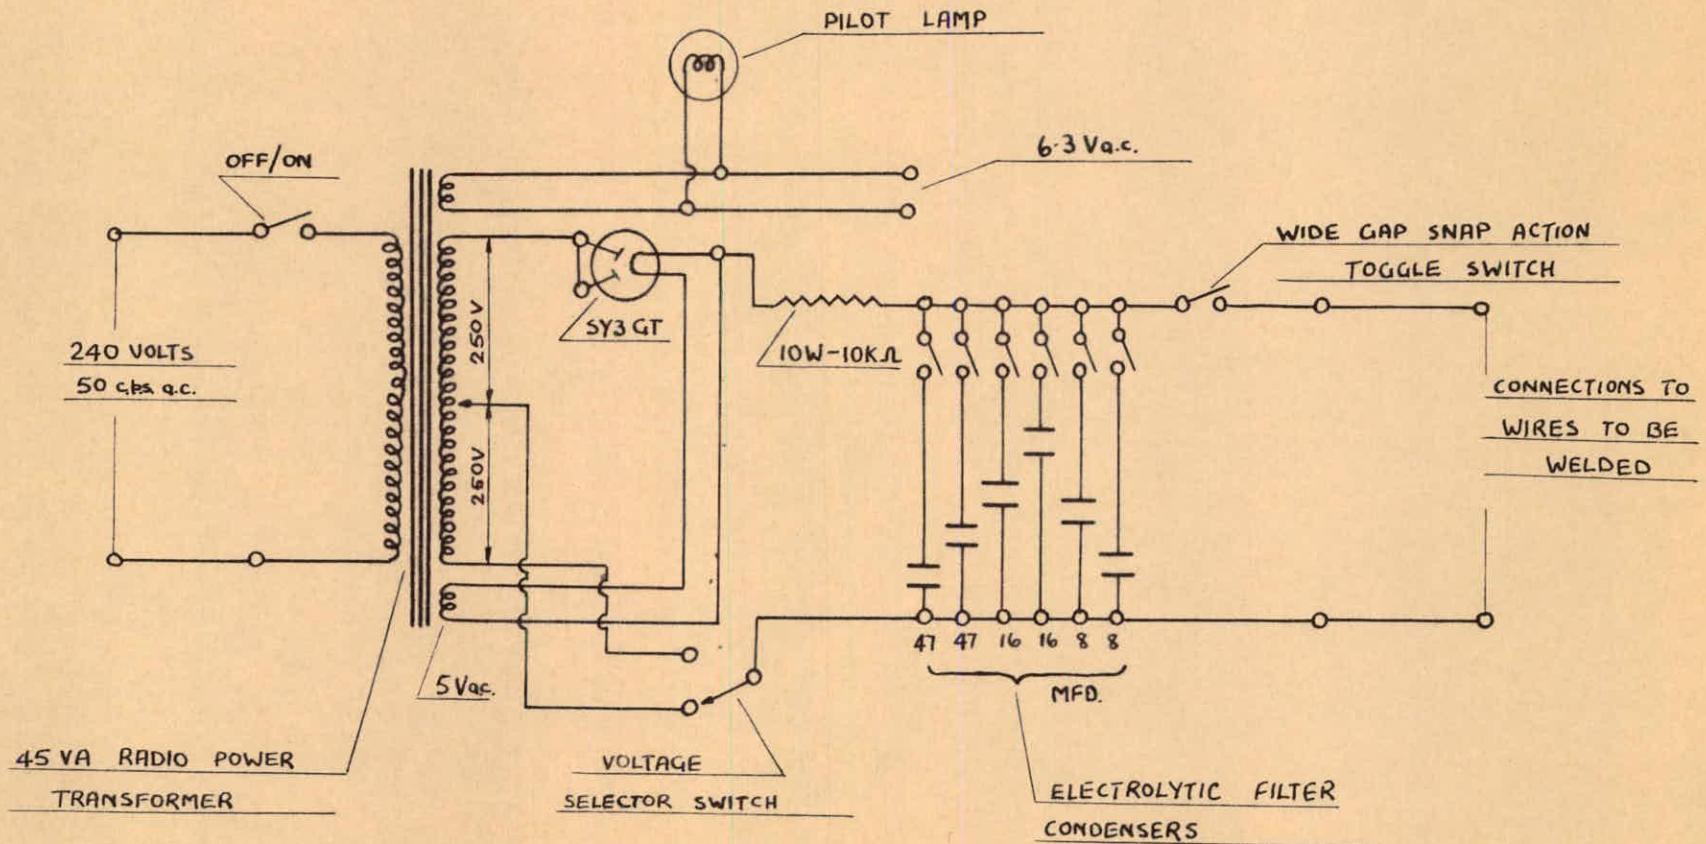 PILOT LAMP
OFF/ON
6.3 Va.c.
WIDE GAP SNAP ACTION
TOGGLE SWITCH
240 VOLTS
50 c.p.s a.c.
250V
250V
5Y3 GT
10W-10KΩ
CONNECTIONS TO
WIRES TO BE
WELDED
47 47 16 16 8 8
MFD.
5 Vac.
45 VA RADIO POWER
TRANSFORMER
VOLTAGE
SELECTOR SWITCH
ELECTROLYTIC FILTER
CONDENSERS